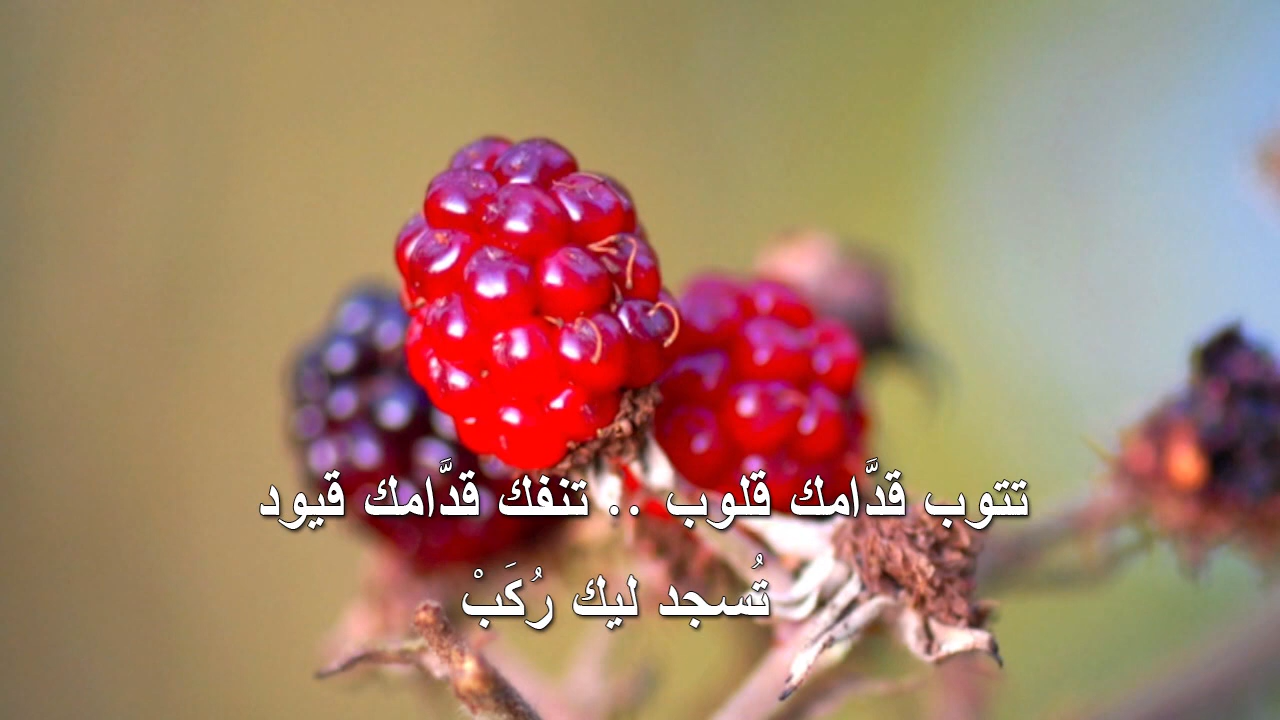 تتوب قدَّامك قلوب .. تنفك قدَّامك قيود
تُسجد ليك رُكَبْ